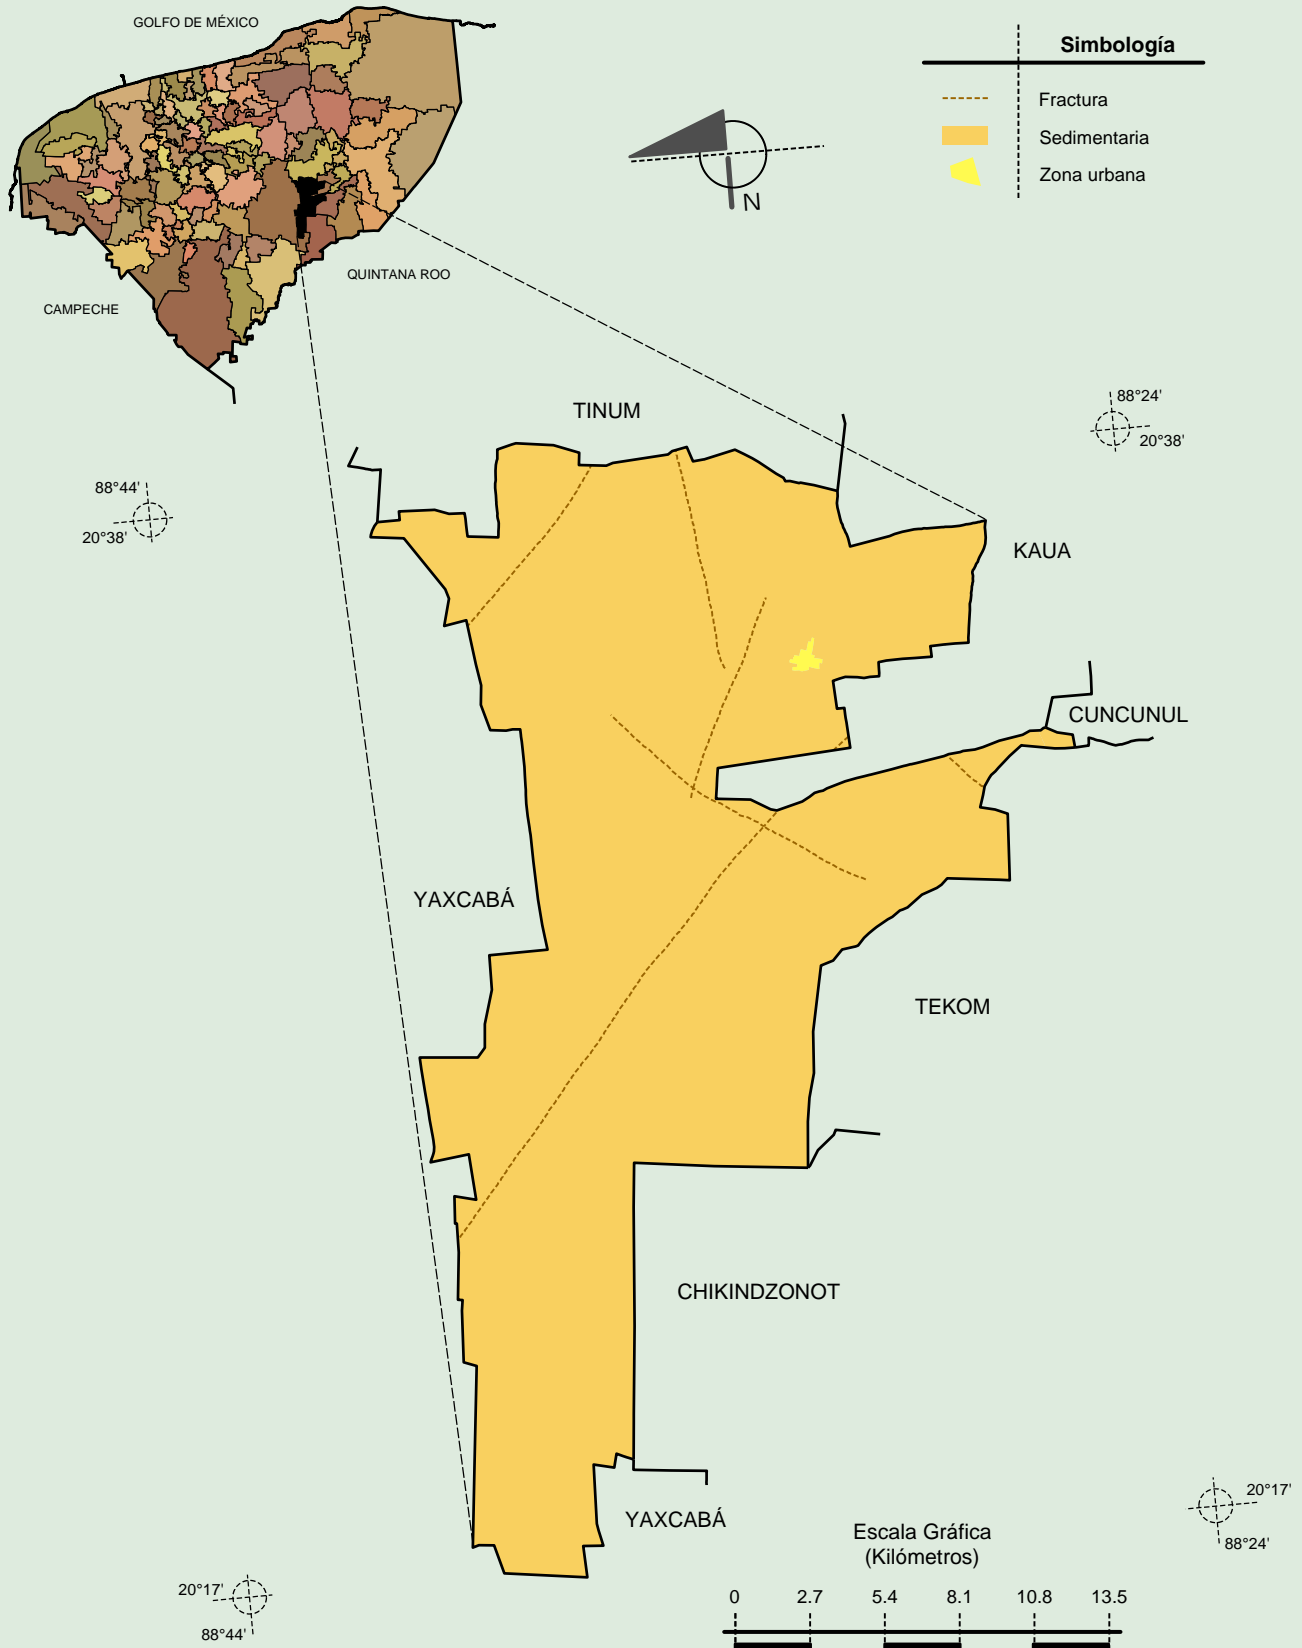 GOLFO DE MÉXICO
Simbología
Fractura
Sedimentaria
Zona urbana
N
QUINTANA ROO
CAMPECHE
TINUM
88°24'
20°38'
88°44'
20°38'
KAUA
CUNCUNUL
YAXCABÁ
TEKOM
CHIKINDZONOT
YAXCABÁ
20°17'
88°24'
Escala Gráfica
(Kilómetros)
20°17'
88°44'
0 2.7 5.4 8.1 10.8 13.5